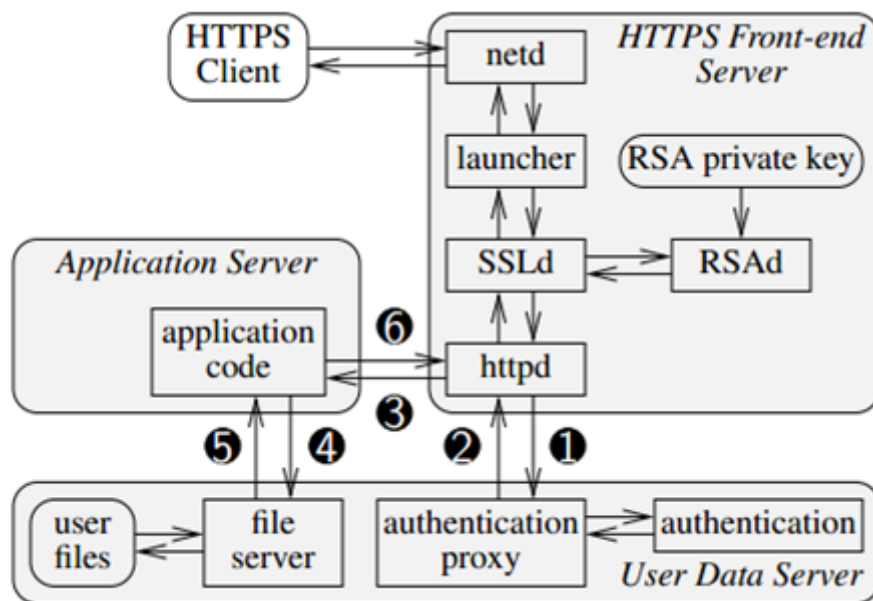 HTTPS
Client
netd
HTTPS Front-end
Server
launcher
RSA private key
Application Server
SSLd
RSAd
application
code
6
httpd
3
5
4
2
1
user
files
file
server
authentication
proxy
authentication
User Data Server